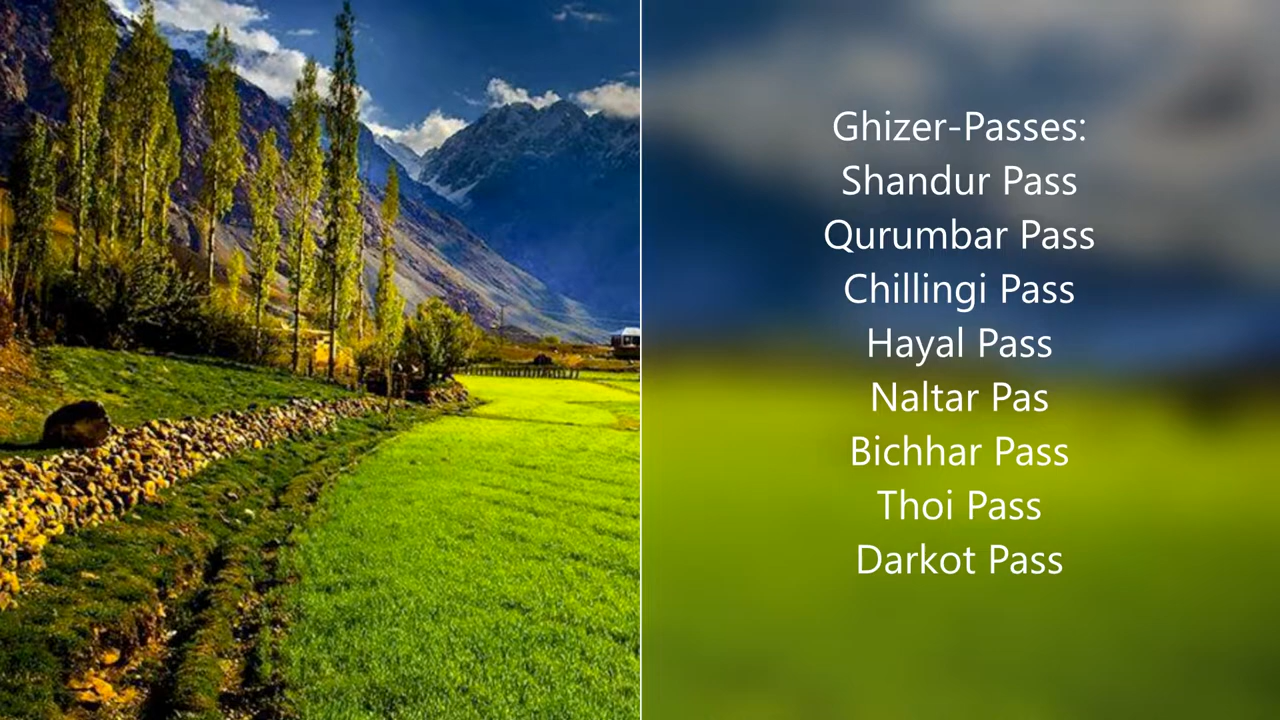 Ghizer-Passes:
Shandur Pass
Qurumbar Pass
Chillingi Pass
Hayal Pass
Naltar Pas
Bichhar Pass
Thoi Pass
Darkot Pass